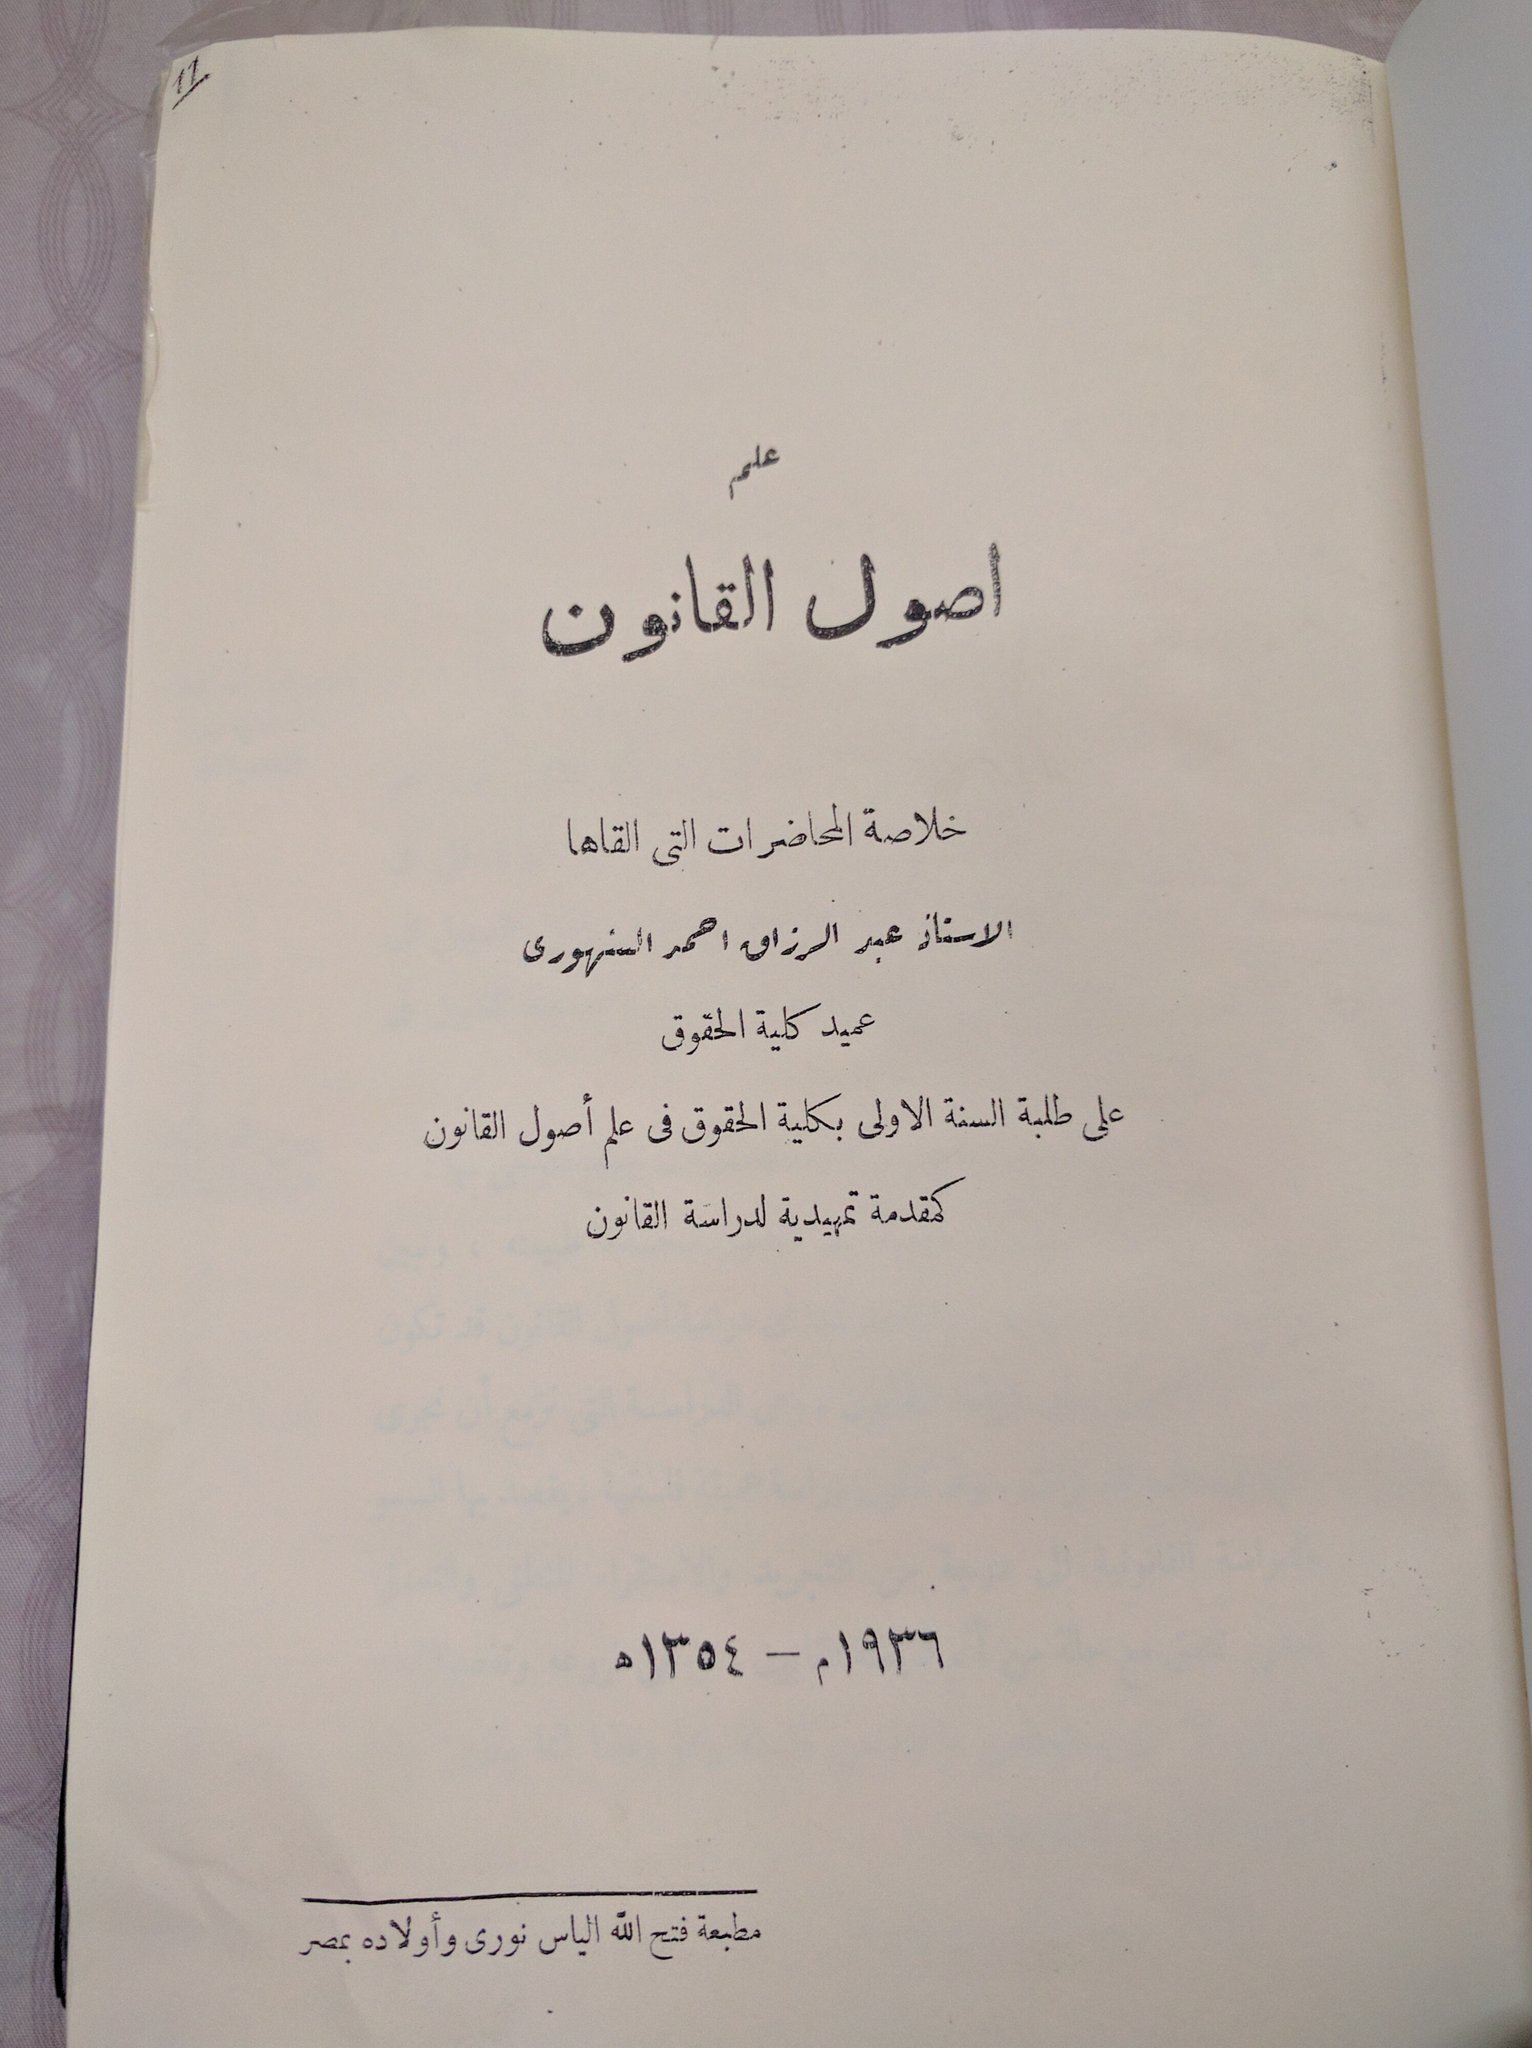 علم
اصول القانون
خلاصة المحاضرات التى القاها
الاستاذ عبد الرزاق احمد السنهورى
عميد كلية الحقوق
على طلبة السنة الاولى بكلية الحقوق فى علم أصول القانون
كمقدمة تمهيدية لدراسة القانون
١٩٣٦م — ١٣٥٤ه
مطبعة فتح الله الياس نورى وأولاده بمصر